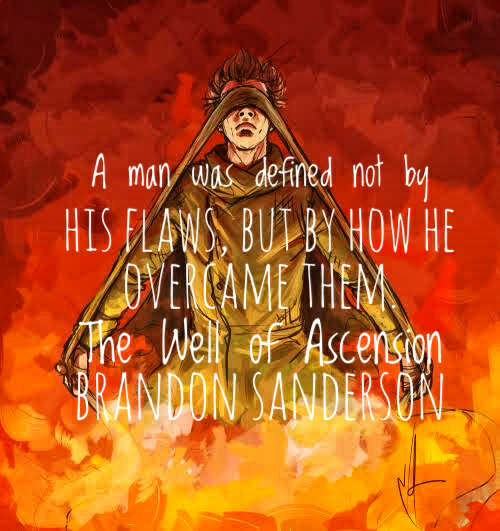 A man was defined not by
HIS FLAWS, BUT BY HOW HE
OVERCAME THEM
The Well of Ascension
BRANDON SANDERSON